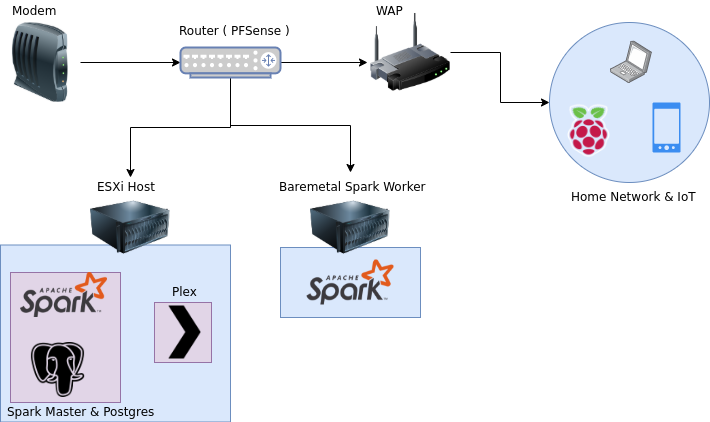 Modem
Router ( PFSense )
WAP
ESXi Host
Baremetal Spark Worker
Home Network & IoT
APACHE
Spark
TM
Plex
APACHE
Spark
Spark Master & Postgres